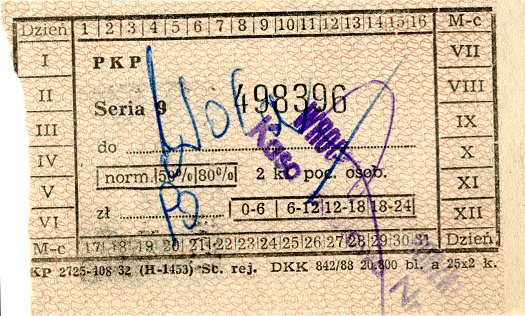 Dzień 1 2 3 4 5 6 7 8 9 10 11 12 13 14 15 16 M-c
I PKP VII
II Seria 9 498396 VIII
III IX
IV do X
V norm. 50% 80% 2 kl. poc. osob. XI
VI zł 0-6 6-12 12-18 18-24 XII
M-c 17 18 19 20 21 22 23 24 25 26 27 28 29 30 31 Dzień
KP 2725-408 32 (H-1453) St. rej. DKK 842/88 20.800 bl. a 25x2 k.
Kasa